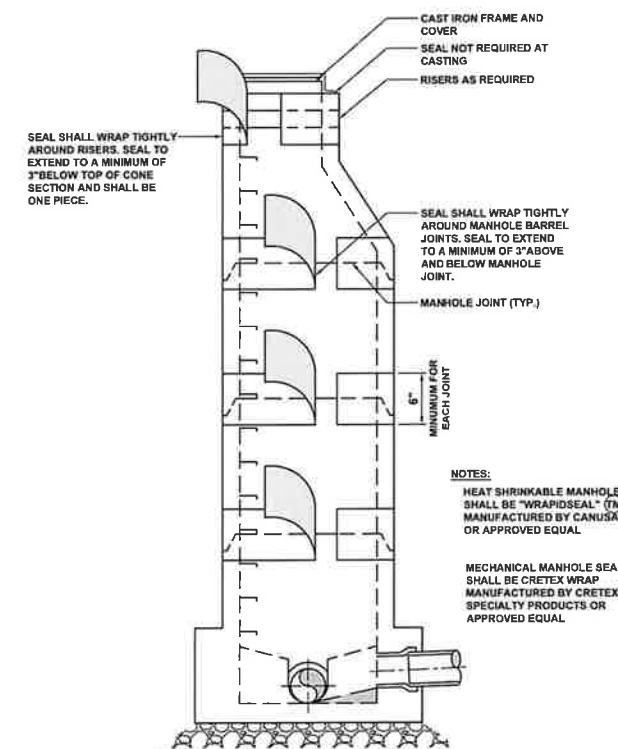 CAST IRON FRAME AND
COVER
SEAL NOT REQUIRED AT
CASTING
RISERS AS REQUIRED
SEAL SHALL WRAP TIGHTLY
AROUND RISERS. SEAL TO
EXTEND TO A MINIMUM OF
3"BELOW TOP OF CONE
SECTION AND SHALL BE
ONE PIECE.
SEAL SHALL WRAP TIGHTLY
AROUND MANHOLE BARREL
JOINTS. SEAL TO EXTEND
TO A MINIMUM OF 3"ABOVE
AND BELOW MANHOLE
JOINT.
MANHOLE JOINT (TYP.)
6"
MINUMUM FOR
EACH JOINT
NOTES:
HEAT SHRINKABLE MANHOLE
SHALL BE "WRAPIDSEAL" (TM
MANUFACTURED BY CANUSA
OR APPROVED EQUAL
MECHANICAL MANHOLE SEA
SHALL BE CRETEX WRAP
MANUFACTURED BY CRETEX
SPECIALTY PRODUCTS OR
APPROVED EQUAL